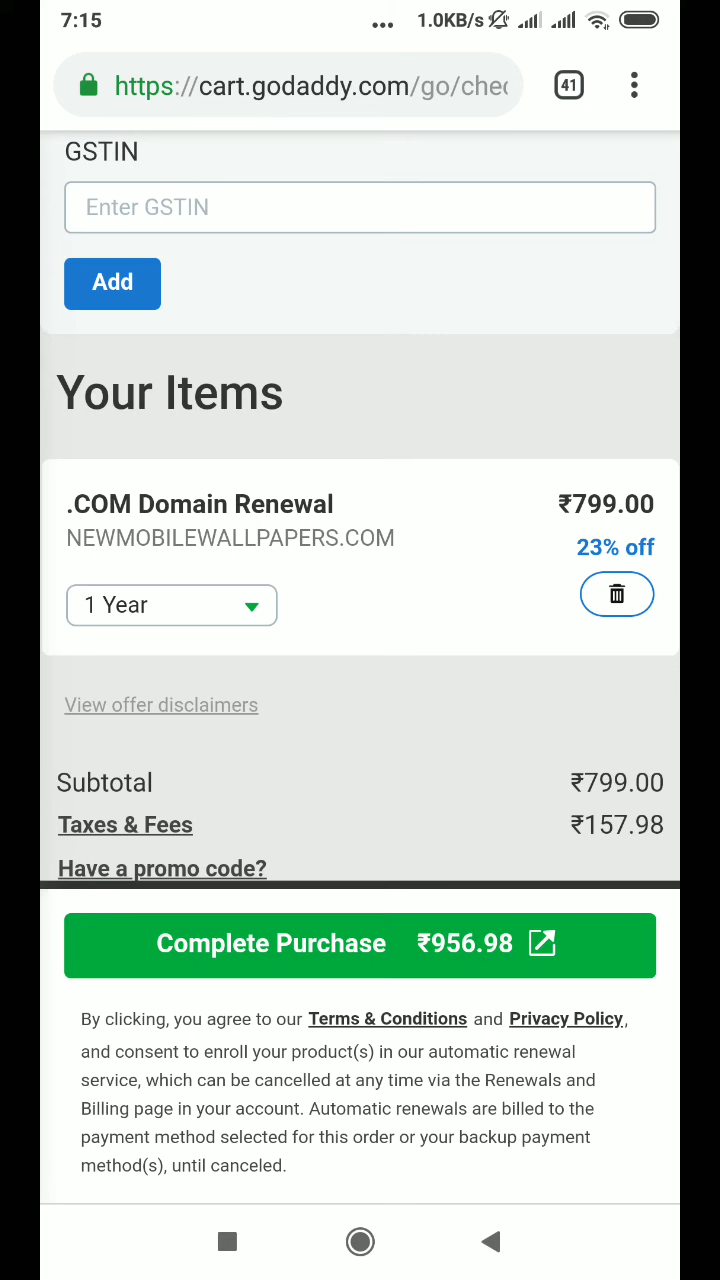 7:15 ... 1.0KB/s
https://cart.godaddy.com/go/chec 41
GSTIN
Enter GSTIN
Add
Your Items
.COM Domain Renewal ₹799.00
NEWMOBILEWALLPAPERS.COM
23% off
1 Year
View offer disclaimers
Subtotal ₹799.00
Taxes & Fees ₹157.98
Have a promo code?
Complete Purchase ₹956.98
By clicking, you agree to our Terms & Conditions and Privacy Policy,
and consent to enroll your product(s) in our automatic renewal
service, which can be cancelled at any time via the Renewals and
Billing page in your account. Automatic renewals are billed to the
payment method selected for this order or your backup payment
method(s), until canceled.